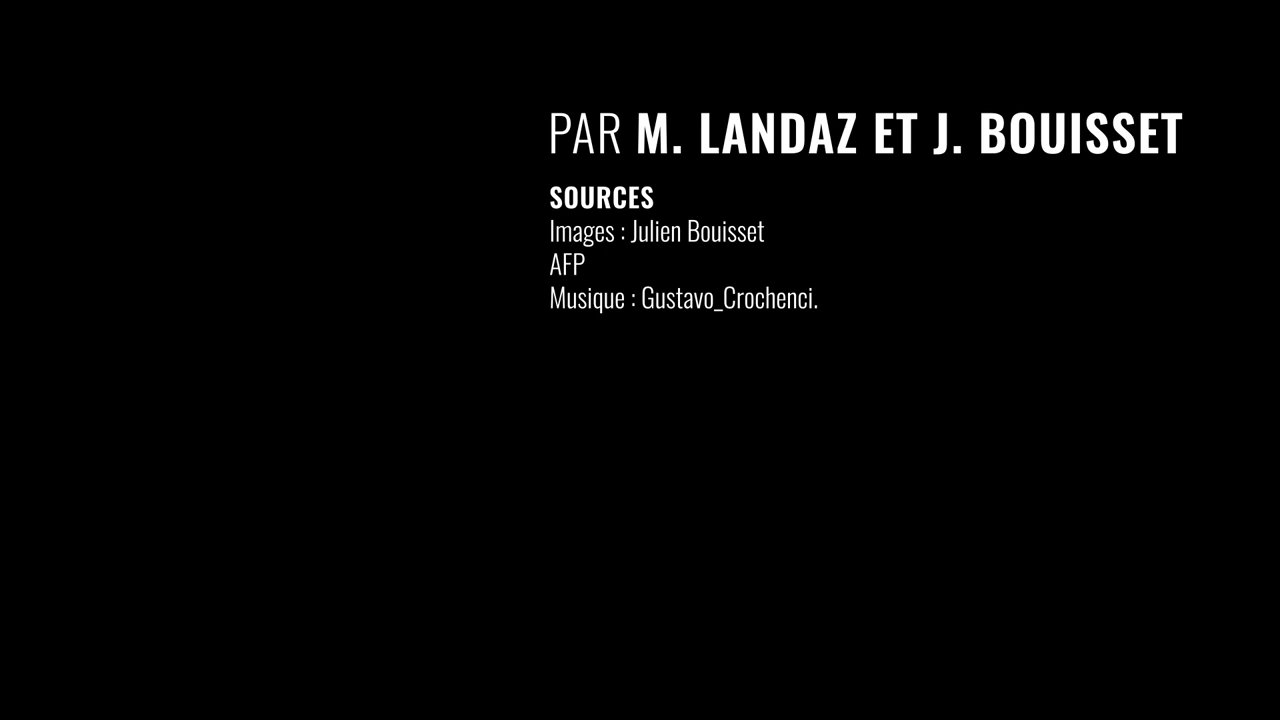 PAR M. LANDAZ ET J. BOUISSET
SOURCES
Images : Julien Bouisset
AFP
Musique : Gustavo_Crochenci.